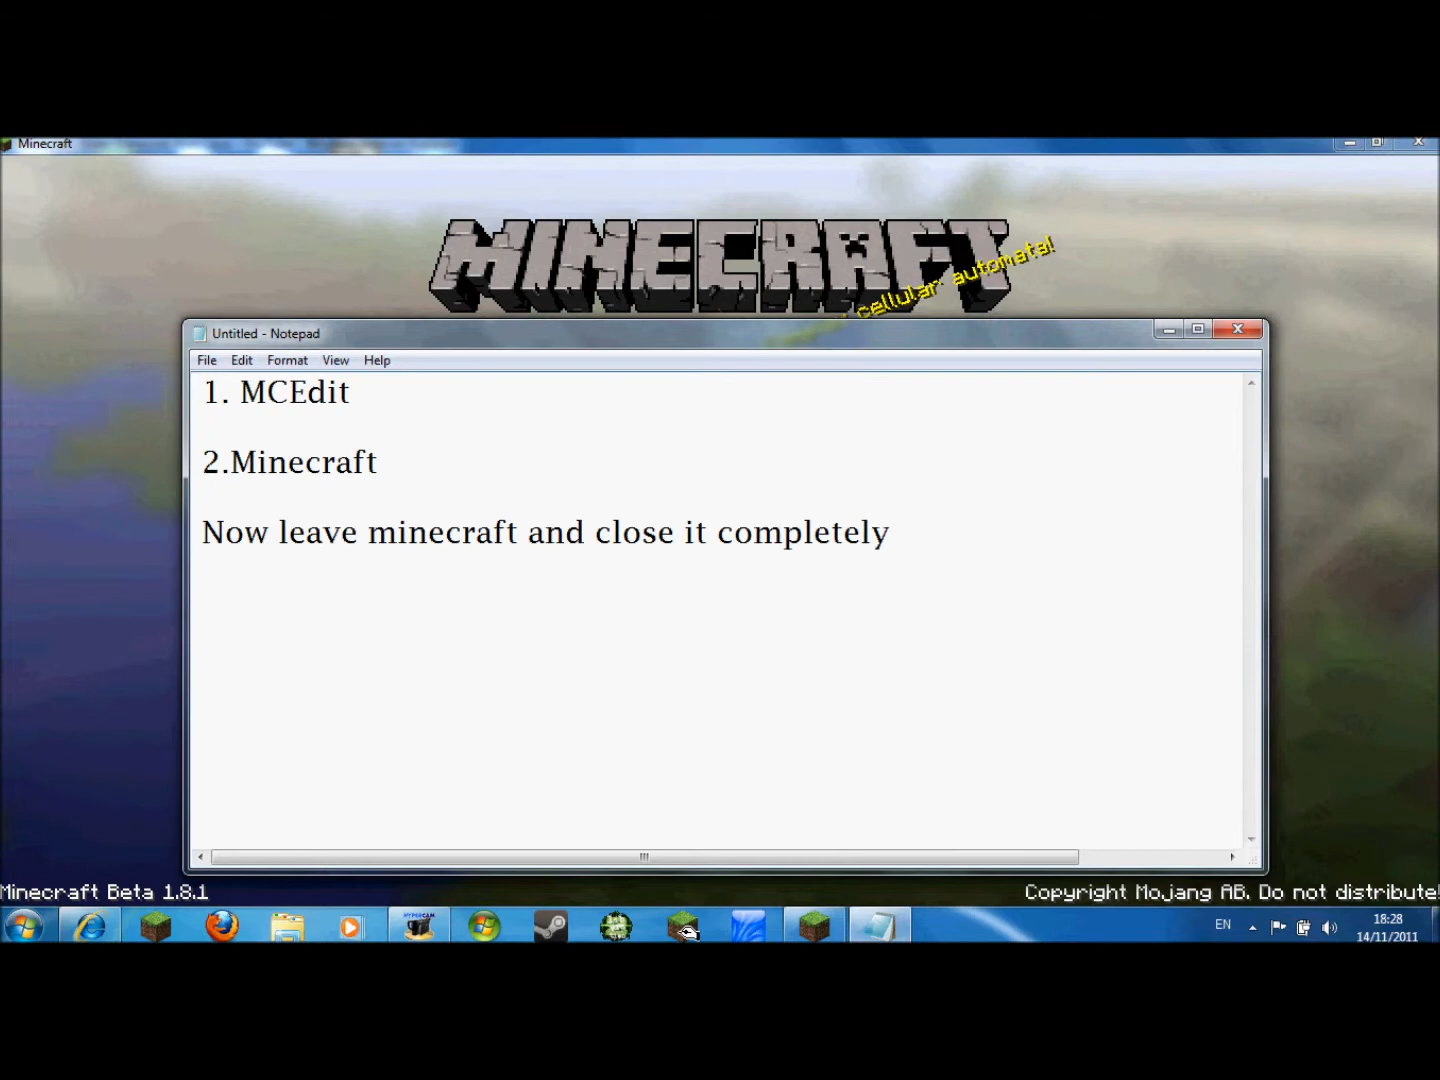 Minecraft
MINECRAFT
cellular automata!
Untitled - Notepad
File Edit Format View Help
1. MCEdit
2.Minecraft
Now leave minecraft and close it completely
Minecraft Beta 1.8.1
Copyright Mojang AB. Do not distribute!
HYPERCAM
EN
18:28
14/11/2011